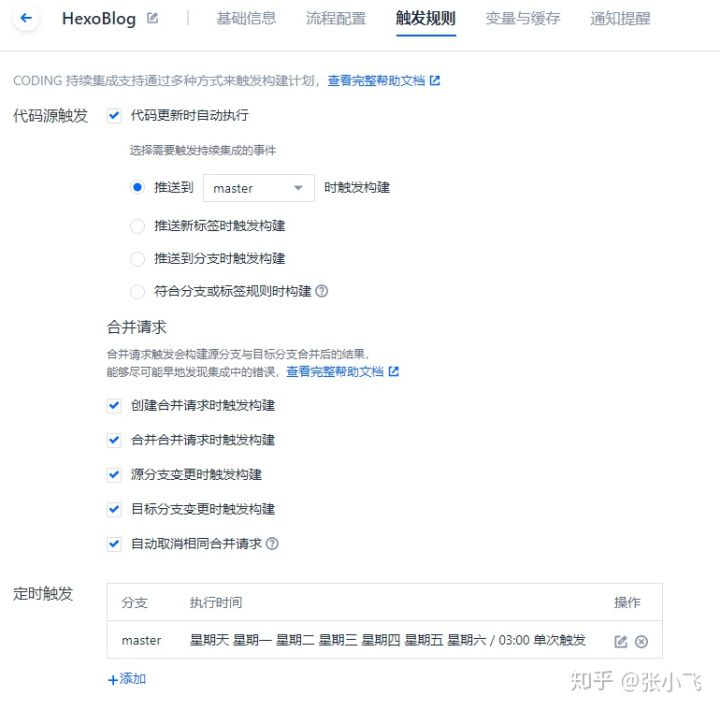 HexoBlog 基础信息 流程配置 触发规则 变量与缓存 通知提醒
CODING 持续集成支持通过多种方式来触发构建计划，查看完整帮助文档
代码源触发 代码更新时自动执行
选择需要触发持续集成的事件
推送到 master 时触发构建
推送新标签时触发构建
推送到分支时触发构建
符合分支或标签规则时构建
合并请求
合并请求触发会构建源分支与目标分支合并后的结果，
能够尽可能早地发现集成中的错误，查看完整帮助文档
创建合并请求时触发构建
合并合并请求时触发构建
源分支变更时触发构建
目标分支变更时触发构建
自动取消相同合并请求
定时触发
分支 执行时间 操作
master 星期天 星期一 星期二 星期三 星期四 星期五 星期六 / 03:00 单次触发
+添加
知乎 @张小飞